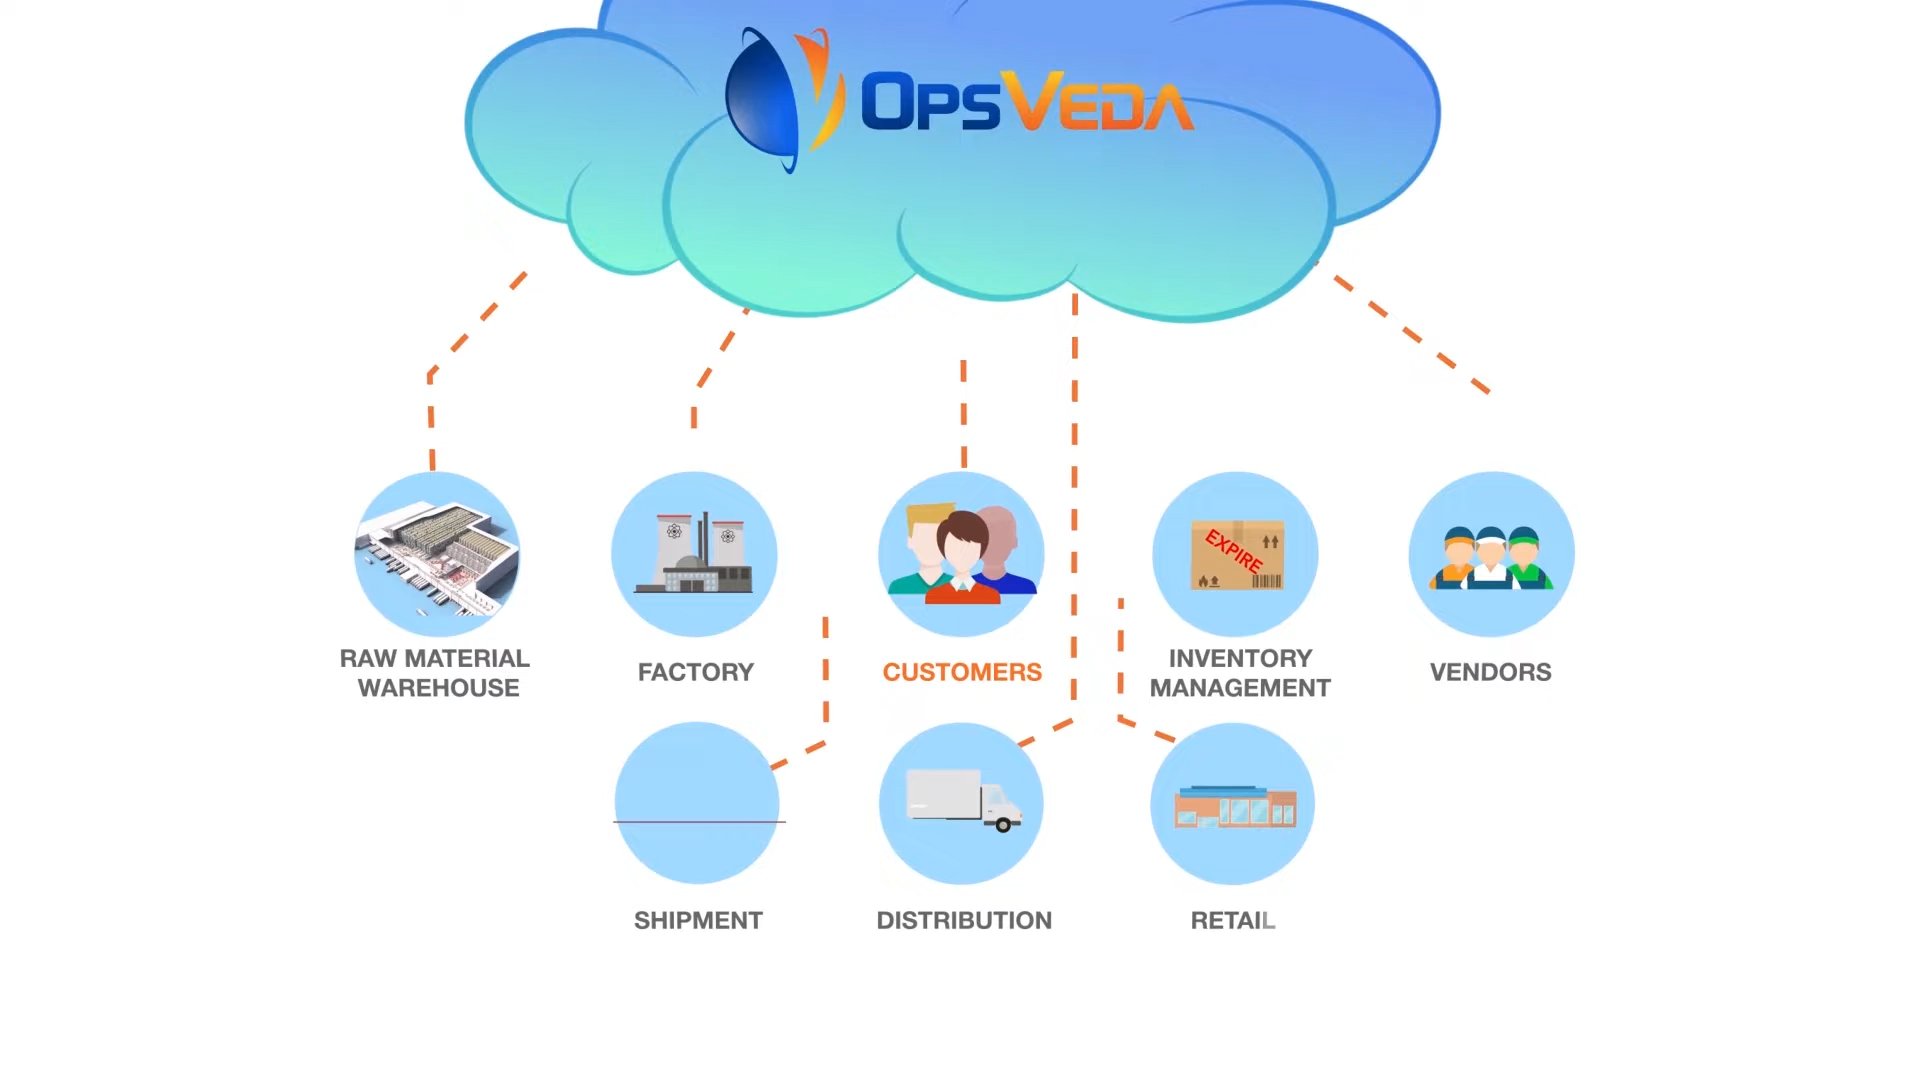 OPSVEDA
EXPIRE
RAW MATERIAL
WAREHOUSE
FACTORY
CUSTOMERS
INVENTORY
MANAGEMENT
VENDORS
SHIPMENT
DISTRIBUTION
RETAIL